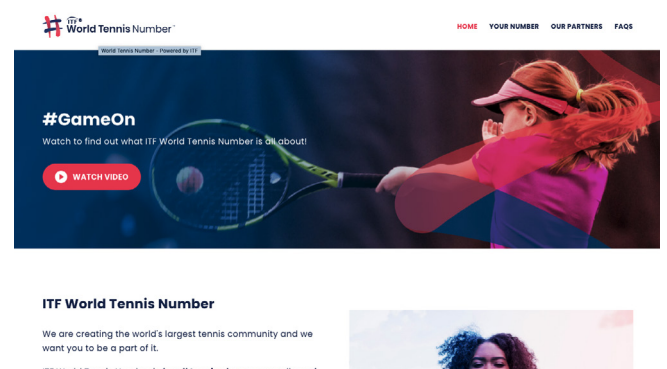 ITF
World Tennis Number
HOME YOUR NUMBER OUR PARTNERS FAQS
World Tennis Number - Powered by ITF
#GameOn
Watch to find out what ITF World Tennis Number is all about!
WATCH VIDEO
ITF World Tennis Number
We are creating the world's largest tennis community and we
want you to be a part of it.